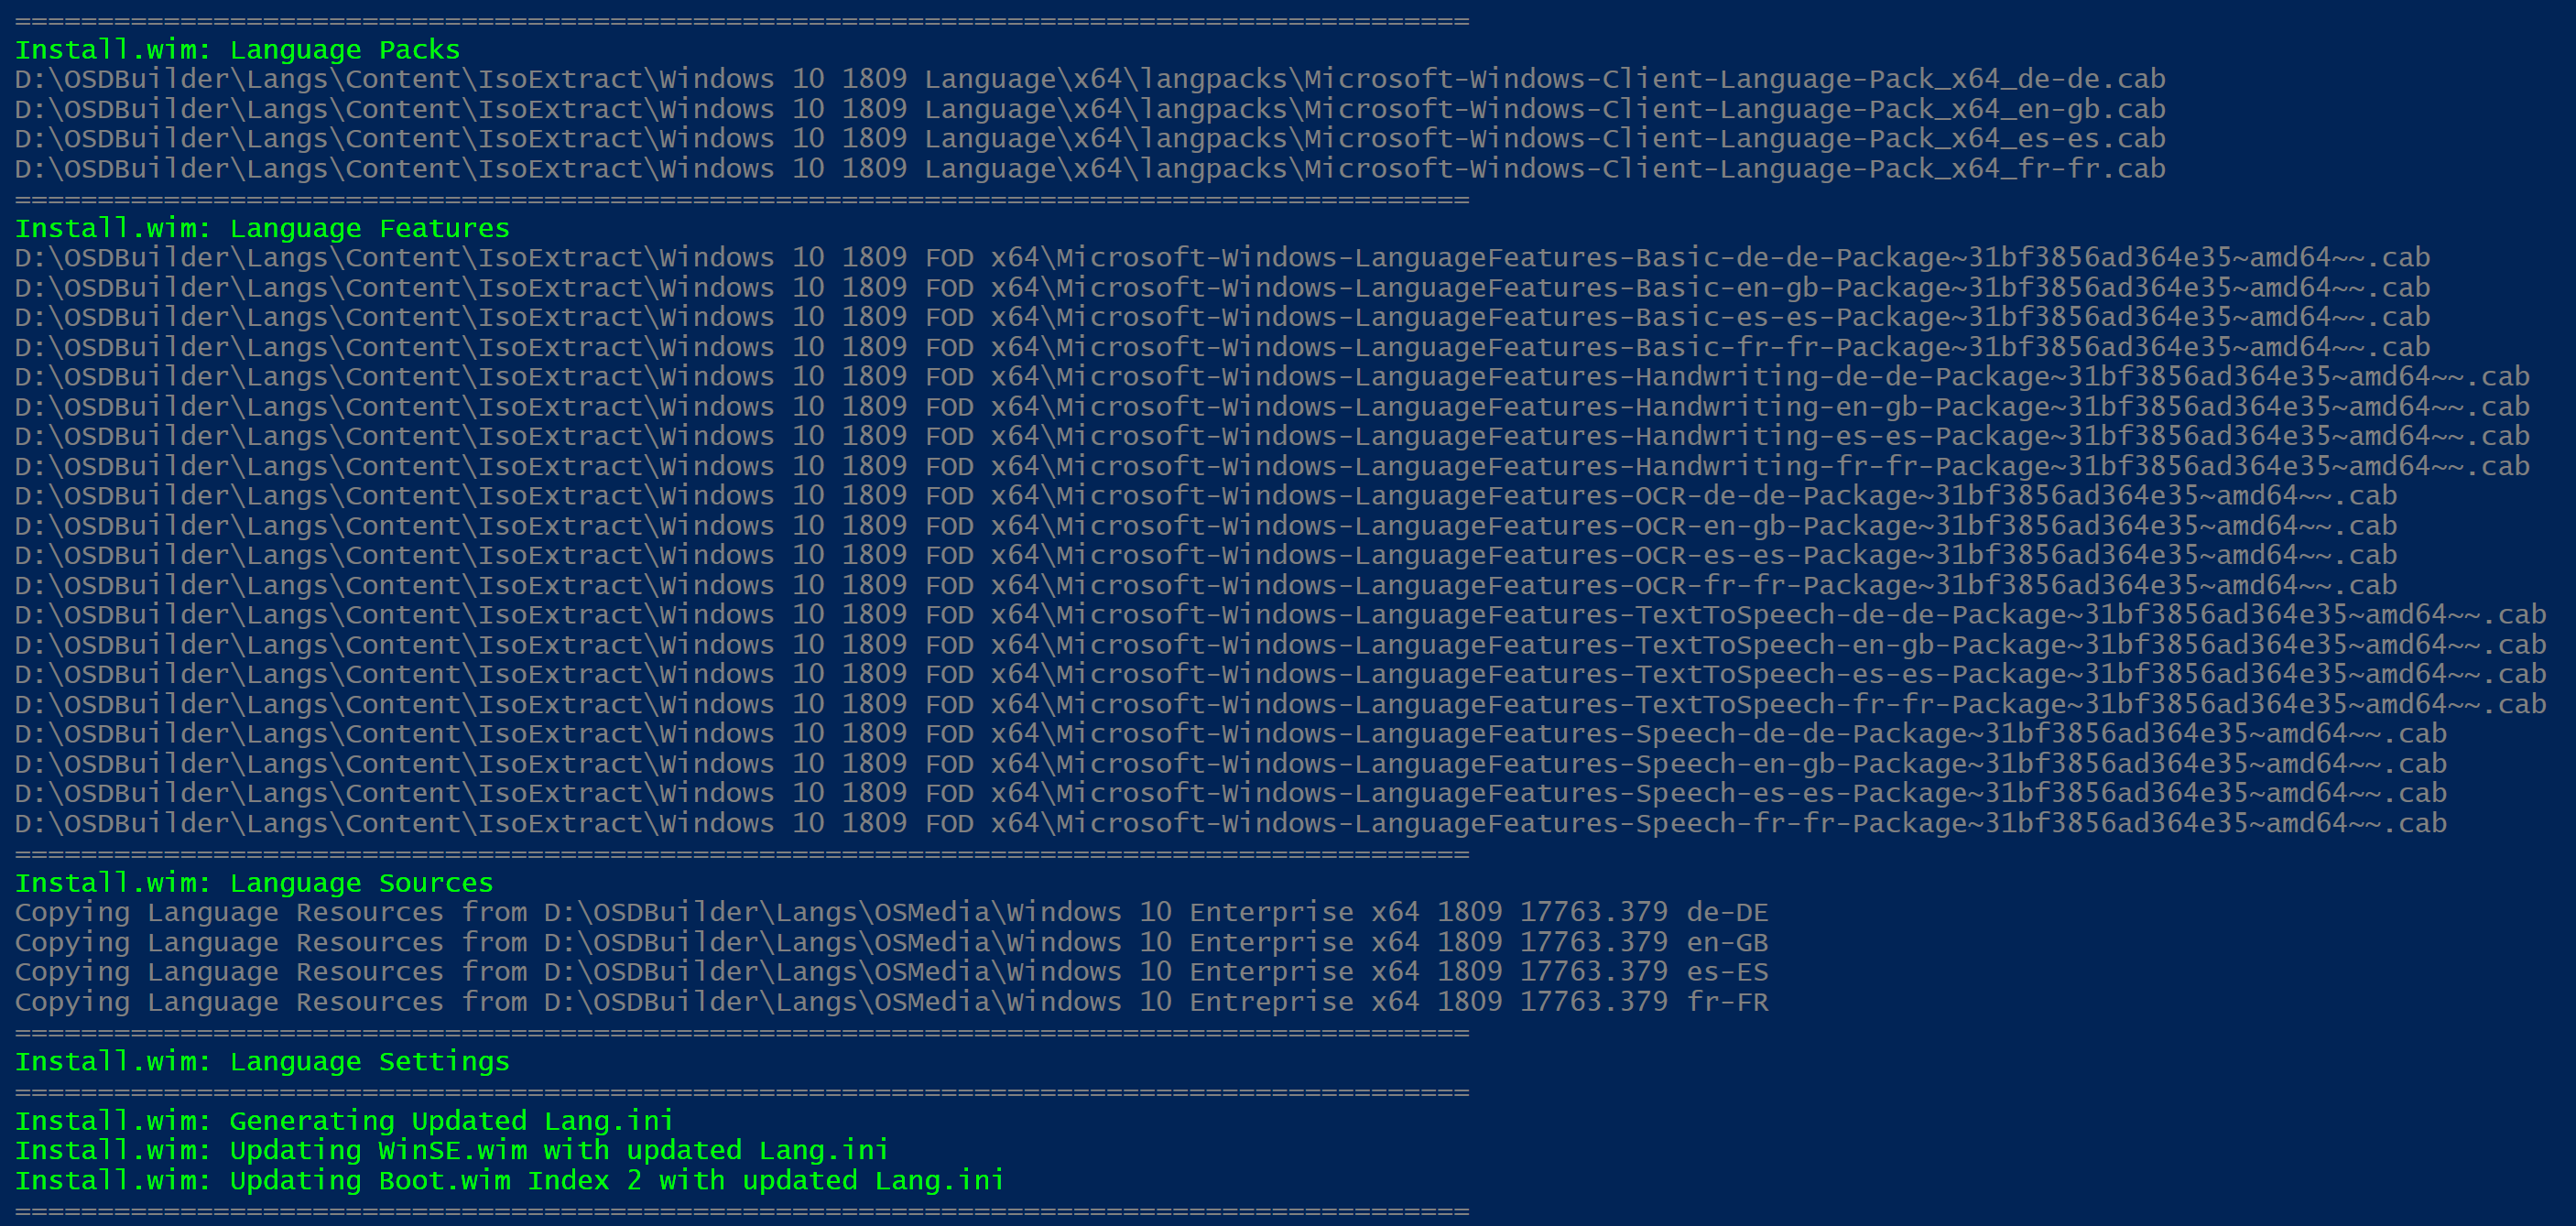 ========================================================================================
Install.wim: Language Packs
D:\OSDBuilder\Langs\Content\IsoExtract\Windows 10 1809 Language\x64\langpacks\Microsoft-Windows-Client-Language-Pack_x64_de-de.cab
D:\OSDBuilder\Langs\Content\IsoExtract\Windows 10 1809 Language\x64\langpacks\Microsoft-Windows-Client-Language-Pack_x64_en-gb.cab
D:\OSDBuilder\Langs\Content\IsoExtract\Windows 10 1809 Language\x64\langpacks\Microsoft-Windows-Client-Language-Pack_x64_es-es.cab
D:\OSDBuilder\Langs\Content\IsoExtract\Windows 10 1809 Language\x64\langpacks\Microsoft-Windows-Client-Language-Pack_x64_fr-fr.cab
========================================================================================
Install.wim: Language Features
D:\OSDBuilder\Langs\Content\IsoExtract\Windows 10 1809 FOD x64\Microsoft-Windows-LanguageFeatures-Basic-de-de-Package~31bf3856ad364e35~amd64~~.cab
D:\OSDBuilder\Langs\Content\IsoExtract\Windows 10 1809 FOD x64\Microsoft-Windows-LanguageFeatures-Basic-en-gb-Package~31bf3856ad364e35~amd64~~.cab
D:\OSDBuilder\Langs\Content\IsoExtract\Windows 10 1809 FOD x64\Microsoft-Windows-LanguageFeatures-Basic-es-es-Package~31bf3856ad364e35~amd64~~.cab
D:\OSDBuilder\Langs\Content\IsoExtract\Windows 10 1809 FOD x64\Microsoft-Windows-LanguageFeatures-Basic-fr-fr-Package~31bf3856ad364e35~amd64~~.cab
D:\OSDBuilder\Langs\Content\IsoExtract\Windows 10 1809 FOD x64\Microsoft-Windows-LanguageFeatures-Handwriting-de-de-Package~31bf3856ad364e35~amd64~~.cab
D:\OSDBuilder\Langs\Content\IsoExtract\Windows 10 1809 FOD x64\Microsoft-Windows-LanguageFeatures-Handwriting-en-gb-Package~31bf3856ad364e35~amd64~~.cab
D:\OSDBuilder\Langs\Content\IsoExtract\Windows 10 1809 FOD x64\Microsoft-Windows-LanguageFeatures-Handwriting-es-es-Package~31bf3856ad364e35~amd64~~.cab
D:\OSDBuilder\Langs\Content\IsoExtract\Windows 10 1809 FOD x64\Microsoft-Windows-LanguageFeatures-Handwriting-fr-fr-Package~31bf3856ad364e35~amd64~~.cab
D:\OSDBuilder\Langs\Content\IsoExtract\Windows 10 1809 FOD x64\Microsoft-Windows-LanguageFeatures-OCR-de-de-Package~31bf3856ad364e35~amd64~~.cab
D:\OSDBuilder\Langs\Content\IsoExtract\Windows 10 1809 FOD x64\Microsoft-Windows-LanguageFeatures-OCR-en-gb-Package~31bf3856ad364e35~amd64~~.cab
D:\OSDBuilder\Langs\Content\IsoExtract\Windows 10 1809 FOD x64\Microsoft-Windows-LanguageFeatures-OCR-es-es-Package~31bf3856ad364e35~amd64~~.cab
D:\OSDBuilder\Langs\Content\IsoExtract\Windows 10 1809 FOD x64\Microsoft-Windows-LanguageFeatures-OCR-fr-fr-Package~31bf3856ad364e35~amd64~~.cab
D:\OSDBuilder\Langs\Content\IsoExtract\Windows 10 1809 FOD x64\Microsoft-Windows-LanguageFeatures-TextToSpeech-de-de-Package~31bf3856ad364e35~amd64~~.cab
D:\OSDBuilder\Langs\Content\IsoExtract\Windows 10 1809 FOD x64\Microsoft-Windows-LanguageFeatures-TextToSpeech-en-gb-Package~31bf3856ad364e35~amd64~~.cab
D:\OSDBuilder\Langs\Content\IsoExtract\Windows 10 1809 FOD x64\Microsoft-Windows-LanguageFeatures-TextToSpeech-es-es-Package~31bf3856ad364e35~amd64~~.cab
D:\OSDBuilder\Langs\Content\IsoExtract\Windows 10 1809 FOD x64\Microsoft-Windows-LanguageFeatures-TextToSpeech-fr-fr-Package~31bf3856ad364e35~amd64~~.cab
D:\OSDBuilder\Langs\Content\IsoExtract\Windows 10 1809 FOD x64\Microsoft-Windows-LanguageFeatures-Speech-de-de-Package~31bf3856ad364e35~amd64~~.cab
D:\OSDBuilder\Langs\Content\IsoExtract\Windows 10 1809 FOD x64\Microsoft-Windows-LanguageFeatures-Speech-en-gb-Package~31bf3856ad364e35~amd64~~.cab
D:\OSDBuilder\Langs\Content\IsoExtract\Windows 10 1809 FOD x64\Microsoft-Windows-LanguageFeatures-Speech-es-es-Package~31bf3856ad364e35~amd64~~.cab
D:\OSDBuilder\Langs\Content\IsoExtract\Windows 10 1809 FOD x64\Microsoft-Windows-LanguageFeatures-Speech-fr-fr-Package~31bf3856ad364e35~amd64~~.cab
========================================================================================
Install.wim: Language Sources
Copying Language Resources from D:\OSDBuilder\Langs\OSMedia\Windows 10 Enterprise x64 1809 17763.379 de-DE
Copying Language Resources from D:\OSDBuilder\Langs\OSMedia\Windows 10 Enterprise x64 1809 17763.379 en-GB
Copying Language Resources from D:\OSDBuilder\Langs\OSMedia\Windows 10 Enterprise x64 1809 17763.379 es-ES
Copying Language Resources from D:\OSDBuilder\Langs\OSMedia\Windows 10 Entreprise x64 1809 17763.379 fr-FR
========================================================================================
Install.wim: Language Settings
========================================================================================
Install.wim: Generating Updated Lang.ini
Install.wim: Updating WinSE.wim with updated Lang.ini
Install.wim: Updating Boot.wim Index 2 with updated Lang.ini
========================================================================================